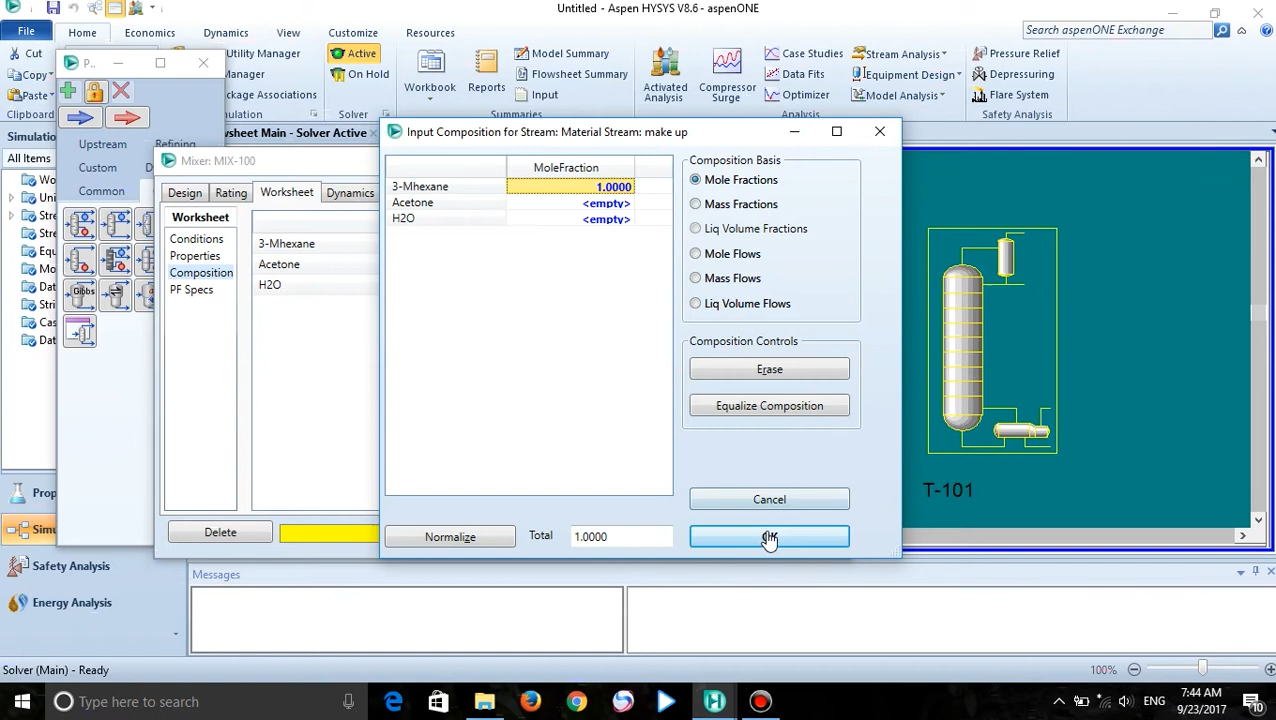 Untitled - Aspen HYSYS V8.6 - aspenONE
File
Home
Economics
Dynamics
View
Customize
Resources
Search aspenONE Exchange
Cut
Copy
Paste
Clipboard
Utility Manager
Package Associations
Active
On Hold
Solver
Workbook
Reports
Model Summary
Flowsheet Summary
Input
Summaries
Activated Analysis
Compressor Surge
Case Studies
Data Fits
Optimizer
Stream Analysis
Equipment Design
Model Analysis
Analysis
Pressure Relief
Depressuring
Flare System
Safety Analysis
P..
Upstream
Refining
Custom
Common
Gibbs
All Items
Mixer: MIX-100
Design
Rating
Worksheet
Dynamics
Worksheet
Conditions
Properties
Composition
PF Specs
3-Mhexane
Acetone
H2O
Delete
Input Composition for Stream: Material Stream: make up
MoleFraction
3-Mhexane 1.0000
Acetone <empty>
H2O <empty>
Composition Basis
Mole Fractions
Mass Fractions
Liq Volume Fractions
Mole Flows
Mass Flows
Liq Volume Flows
Composition Controls
Erase
Equalize Composition
Cancel
Normalize
Total 1.0000
T-101
Safety Analysis
Energy Analysis
Messages
Solver (Main) - Ready
100%
Type here to search
ENG
7:44 AM
9/23/2017
10